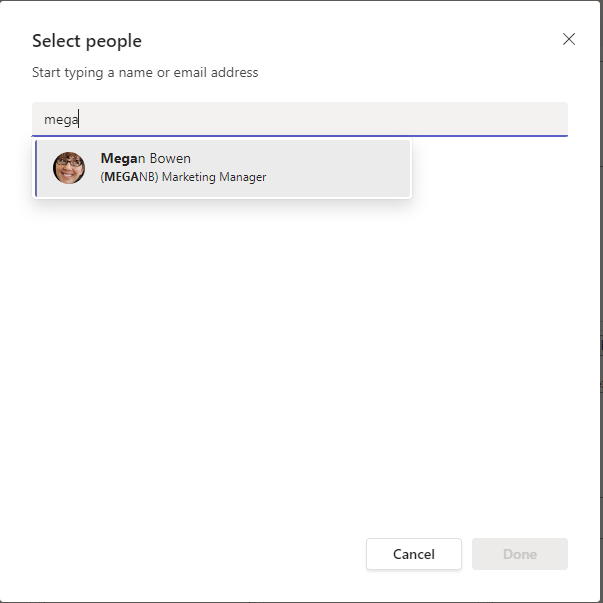 Select people
Start typing a name or email address
mega
Megan Bowen
(MEGANB) Marketing Manager
Cancel
Done